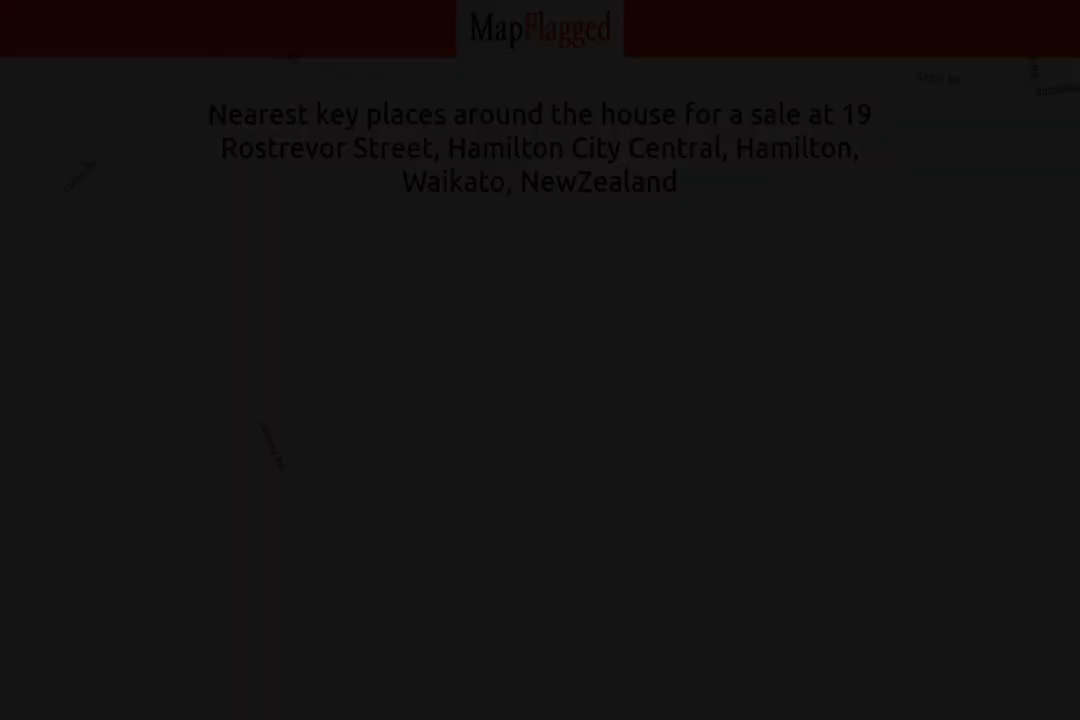 MapFlagged
Nearest key places around the house for a sale at 19
Rostrevor Street, Hamilton City Central, Hamilton,
Waikato, NewZealand